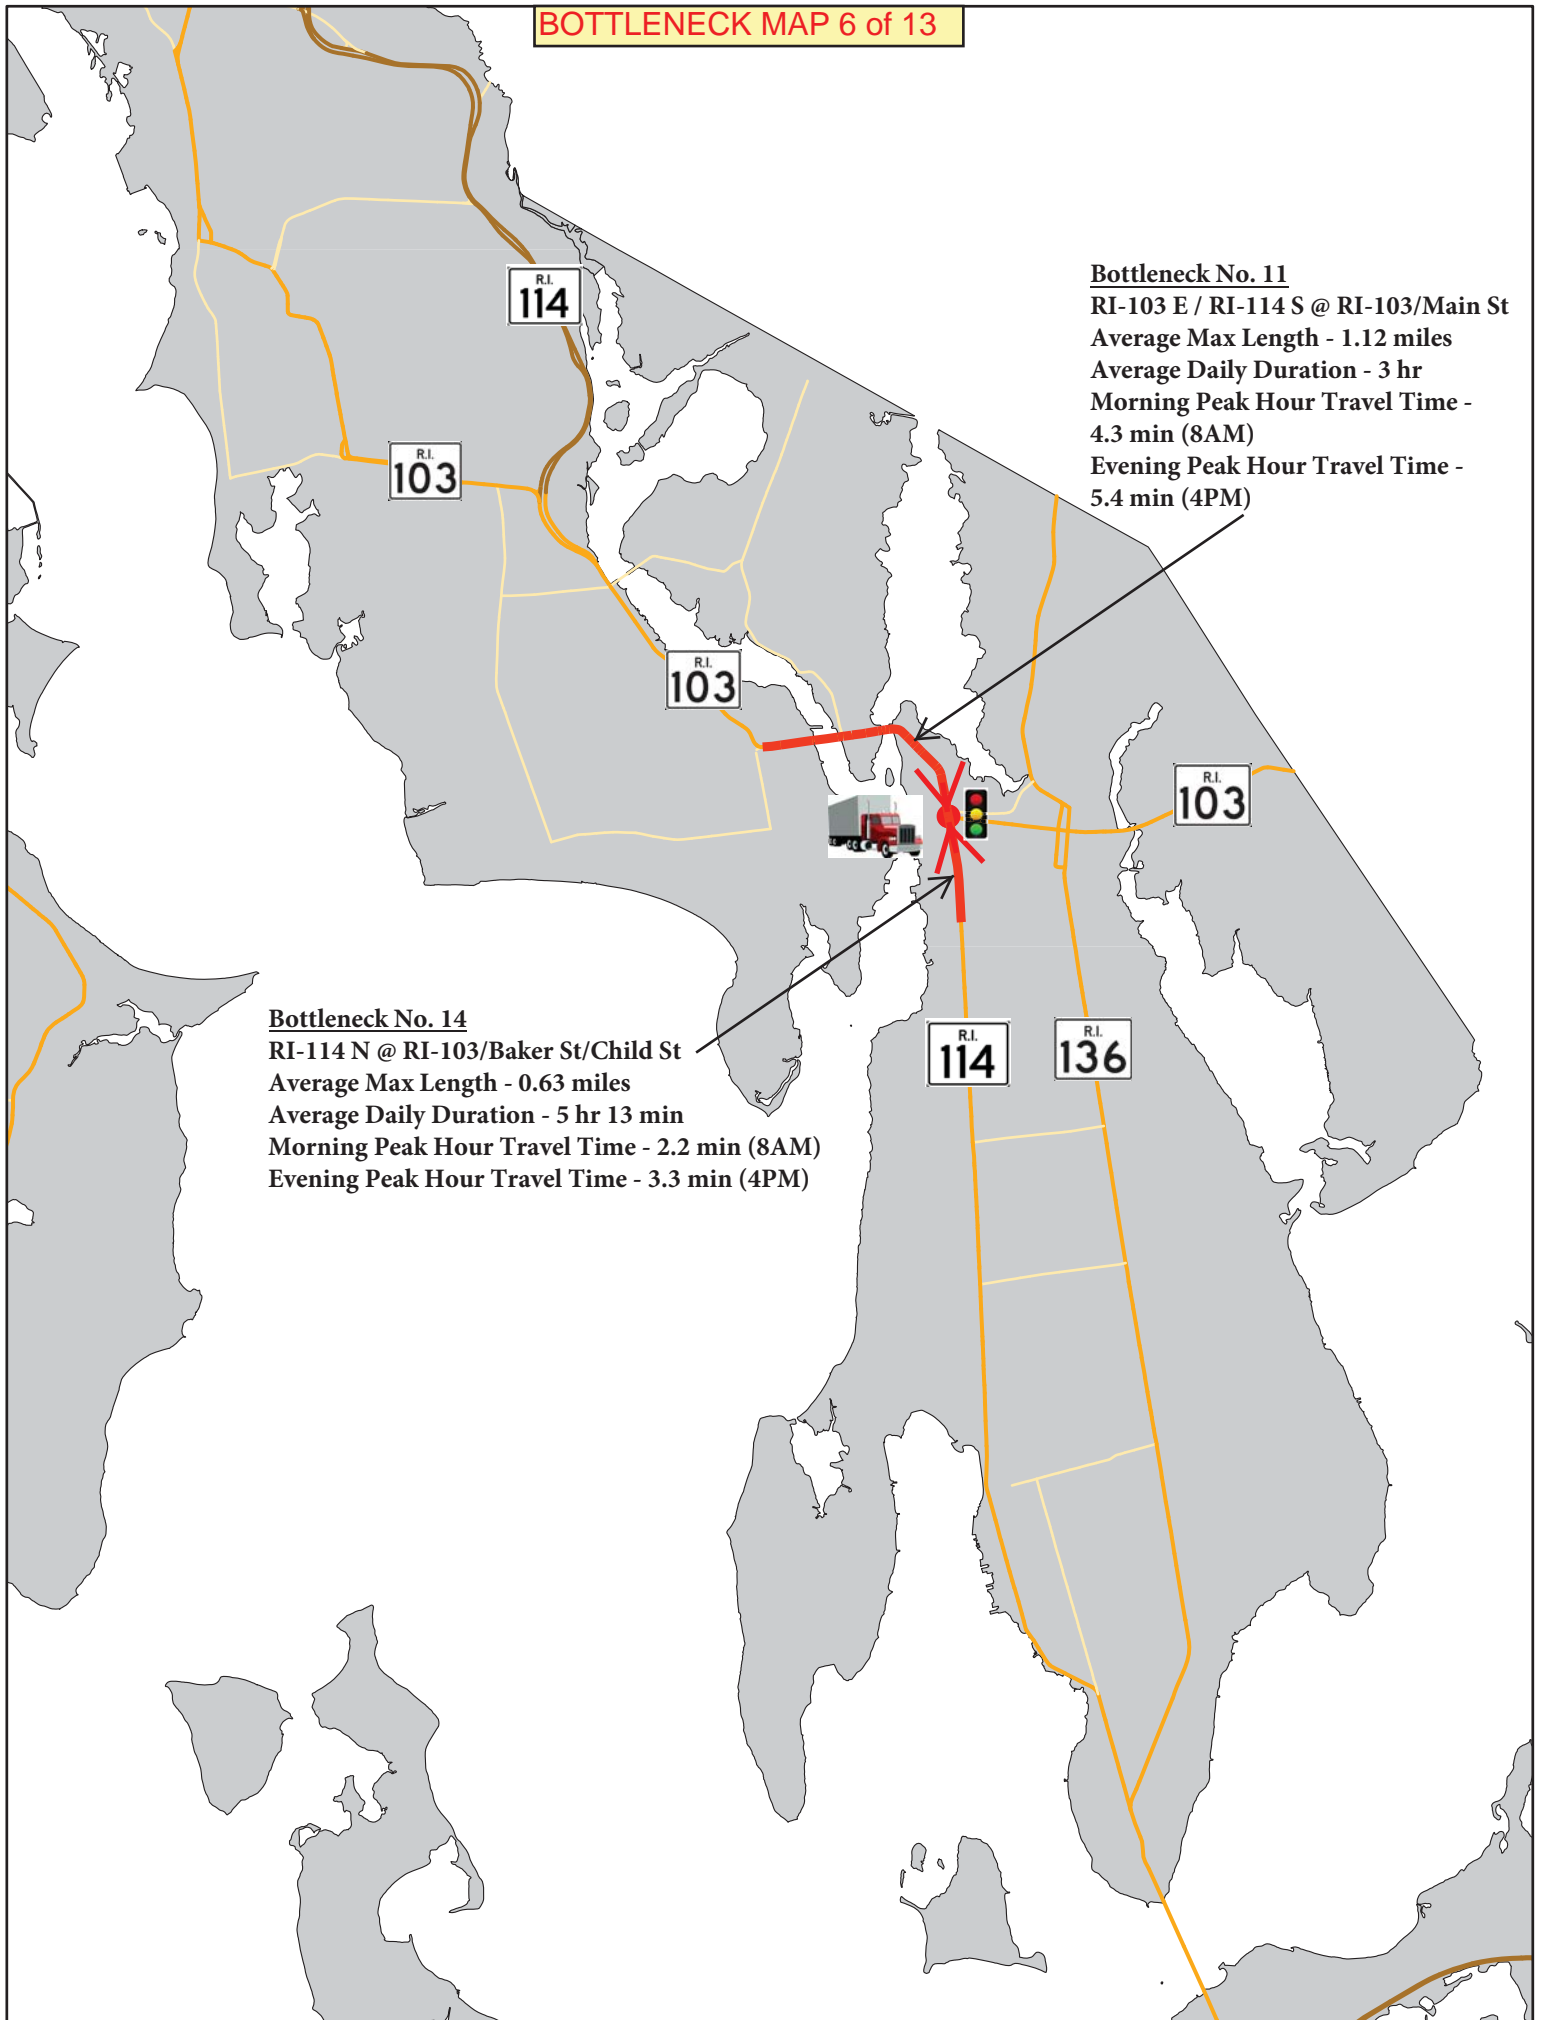 BOTTLENECK MAP 6 of 13
R.I.
114
Bottleneck No. 11
RI-103 E / RI-114 S @ RI-103/Main St
Average Max Length - 1.12 miles
Average Daily Duration - 3 hr
Morning Peak Hour Travel Time -
4.3 min (8AM)
Evening Peak Hour Travel Time -
5.4 min (4PM)
R.I.
103
R.I.
103
R.I.
103
Bottleneck No. 14
RI-114 N @ RI-103/Baker St/Child St
Average Max Length - 0.63 miles
Average Daily Duration - 5 hr 13 min
Morning Peak Hour Travel Time - 2.2 min (8AM)
Evening Peak Hour Travel Time - 3.3 min (4PM)
R.I.
114
R.I.
136